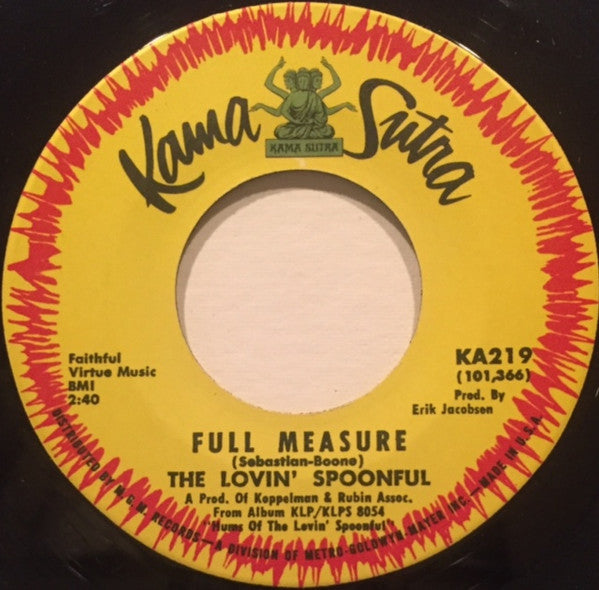 Kama Sutra
KAMA SUTRA
Faithful
Virtue Music
BMI
2:40
KA219
(101,366)
Prod. By
Erik Jacobsen
FULL MEASURE
(Sebastian-Boone)
THE LOVIN' SPOONFUL
A Prod. Of Koppelman & Rubin Assoc.
From Album KLP/KLPS 8054
"Hums Of The Lovin' Spoonful"
DISTRIBUTED BY M.G.M. RECORDS—A DIVISION OF METRO-GOLDWYN-MAYER INC.—MADE IN U.S.A.